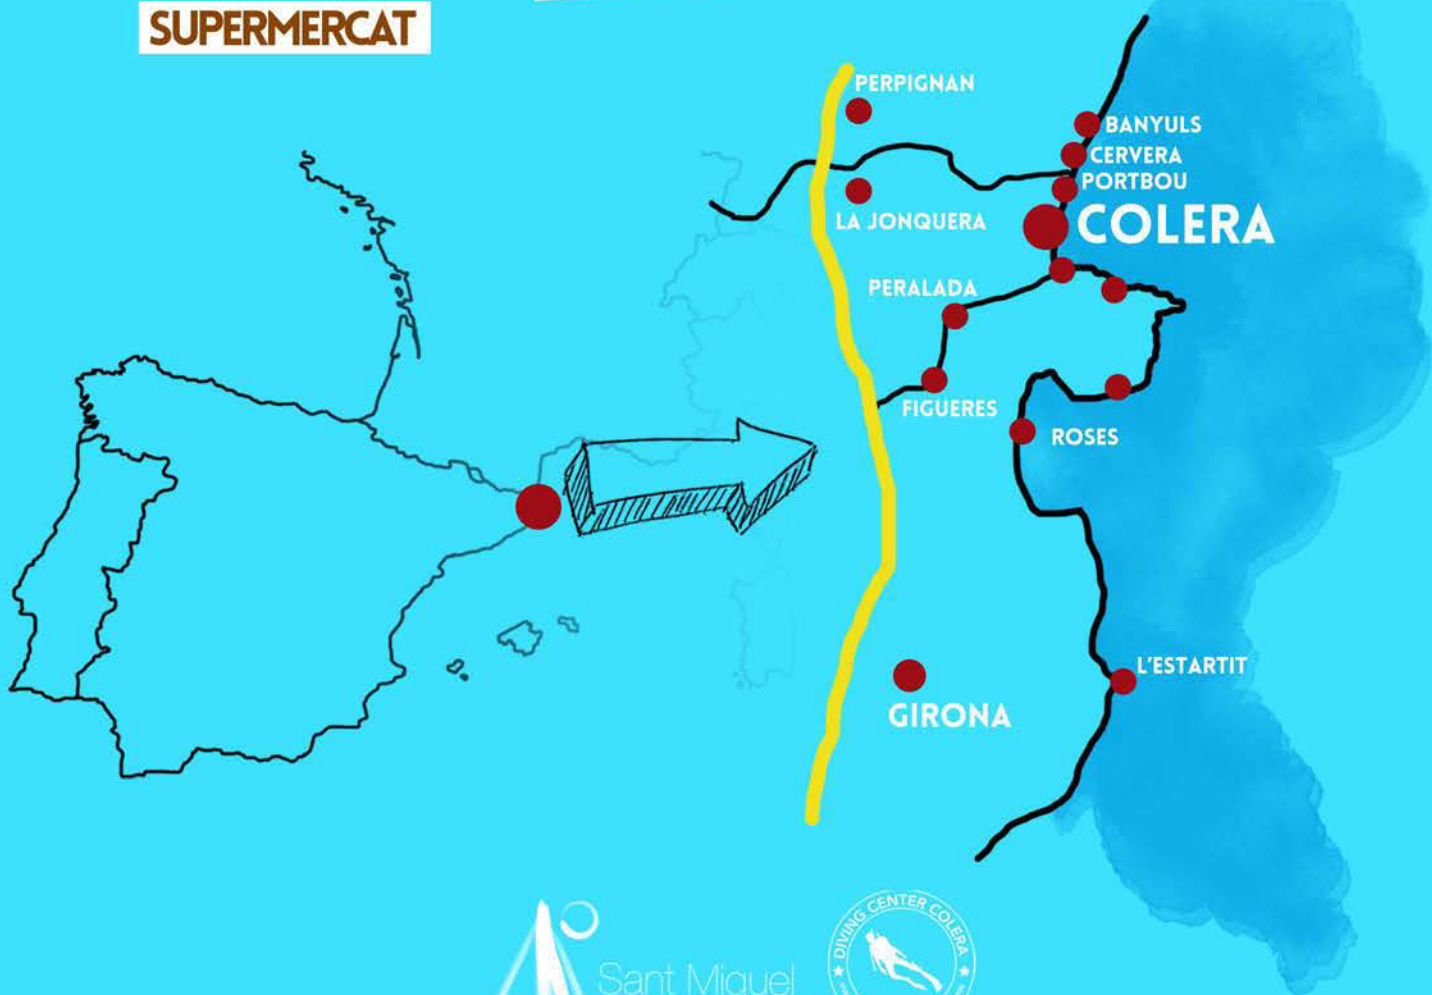 SUPERMERCAT
PERPIGNAN
BANYULS
CERVERA
PORTBOU
LA JONQUERA
COLERA
PERALADA
FIGUERES
ROSES
L'ESTARTIT
GIRONA
DIVING CENTER COLERA
Sant Miquel